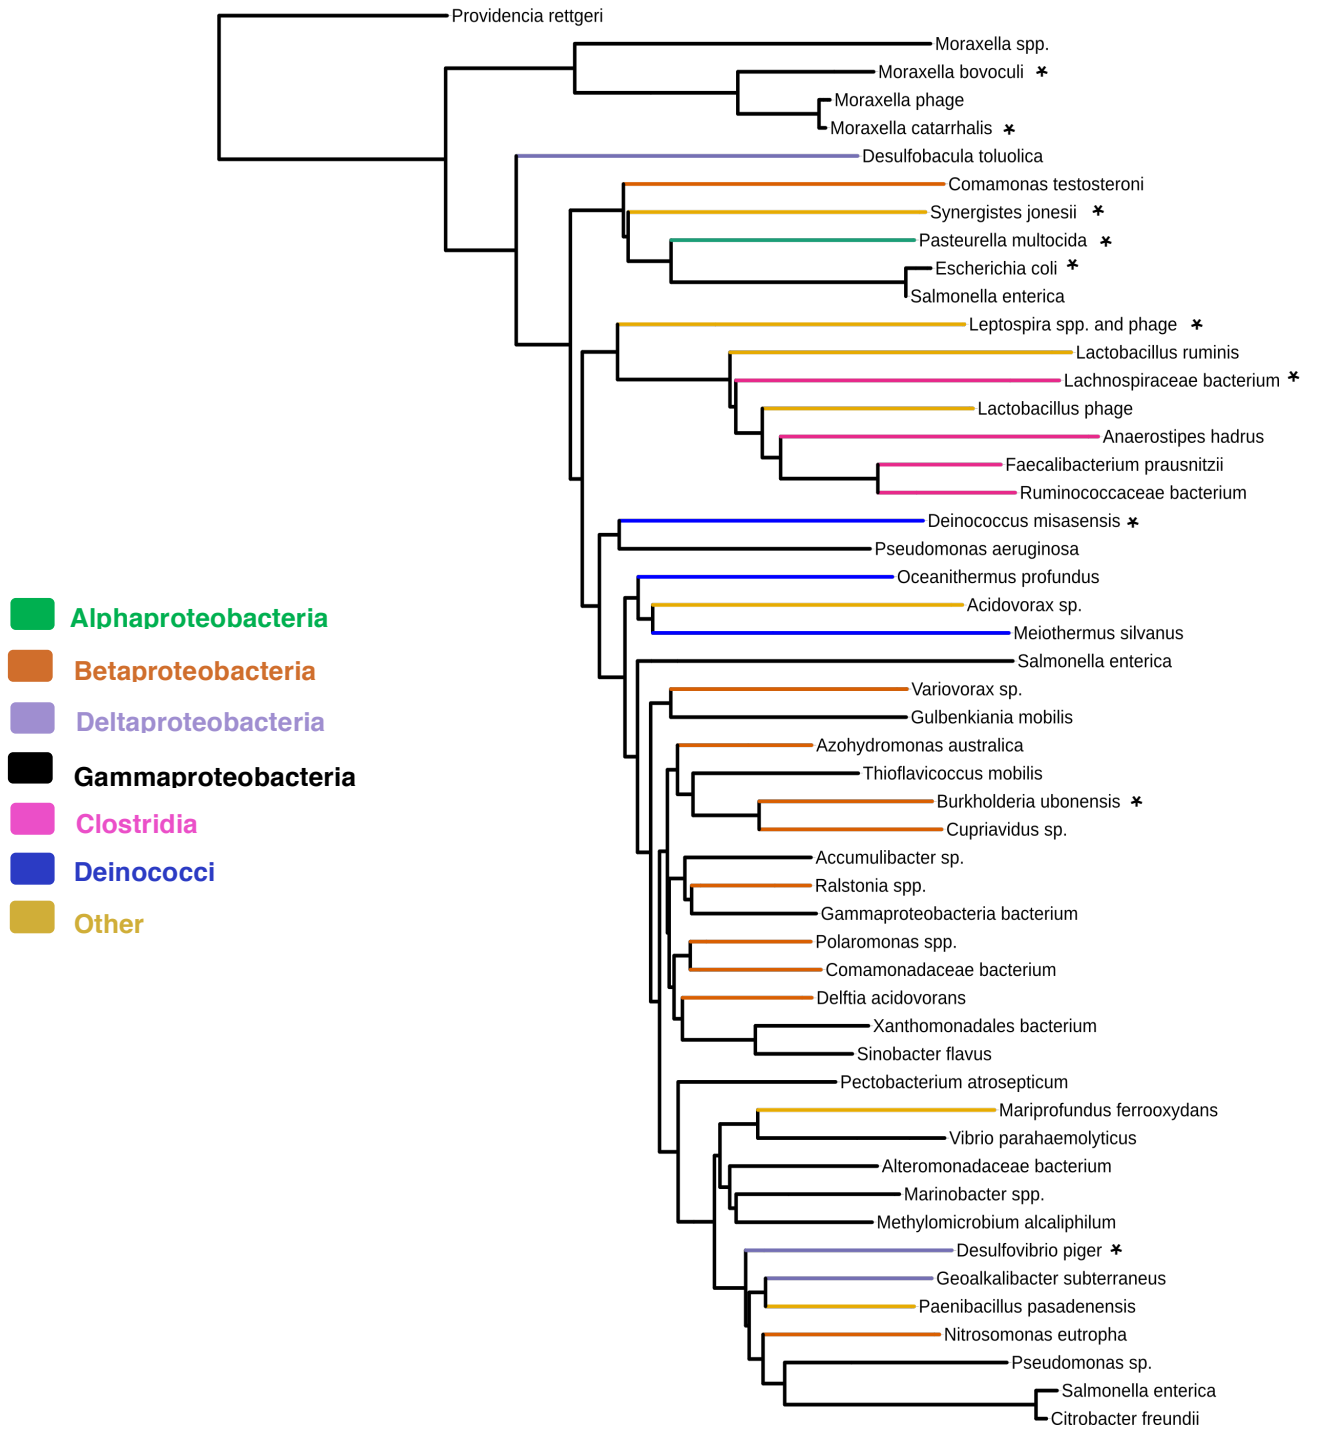 Providencia rettgeri
Moraxella spp.
Moraxella bovoculi *
Moraxella phage
Moraxella catarrhalis *
Desulfobacula toluolica
Comamonas testosteroni
Synergistes jonesii *
Pasteurella multocida *
Escherichia coli *
Salmonella enterica
Leptospira spp. and phage *
Lactobacillus ruminis
Lachnospiraceae bacterium *
Lactobacillus phage
Anaerostipes hadrus
Faecalibacterium prausnitzii
Ruminococcaceae bacterium
Deinococcus misasensis *
Pseudomonas aeruginosa
Oceanithermus profundus
Acidovorax sp.
Meiothermus silvanus
Salmonella enterica
Variovorax sp.
Gulbenkiania mobilis
Azohydromonas australica
Thioflavicoccus mobilis
Burkholderia ubonensis *
Cupriavidus sp.
Accumulibacter sp.
Ralstonia spp.
Gammaproteobacteria bacterium
Polaromonas spp.
Comamonadaceae bacterium
Delftia acidovorans
Xanthomonadales bacterium
Sinobacter flavus
Pectobacterium atrosepticum
Mariprofundus ferrooxydans
Vibrio parahaemolyticus
Alteromonadaceae bacterium
Marinobacter spp.
Methylomicrobium alcaliphilum
Desulfovibrio piger *
Geoalkalibacter subterraneus
Paenibacillus pasadenensis
Nitrosomonas eutropha
Pseudomonas sp.
Salmonella enterica
Citrobacter freundii
Alphaproteobacteria
Betaproteobacteria
Deltaproteobacteria
Gammaproteobacteria
Clostridia
Deinococci
Other